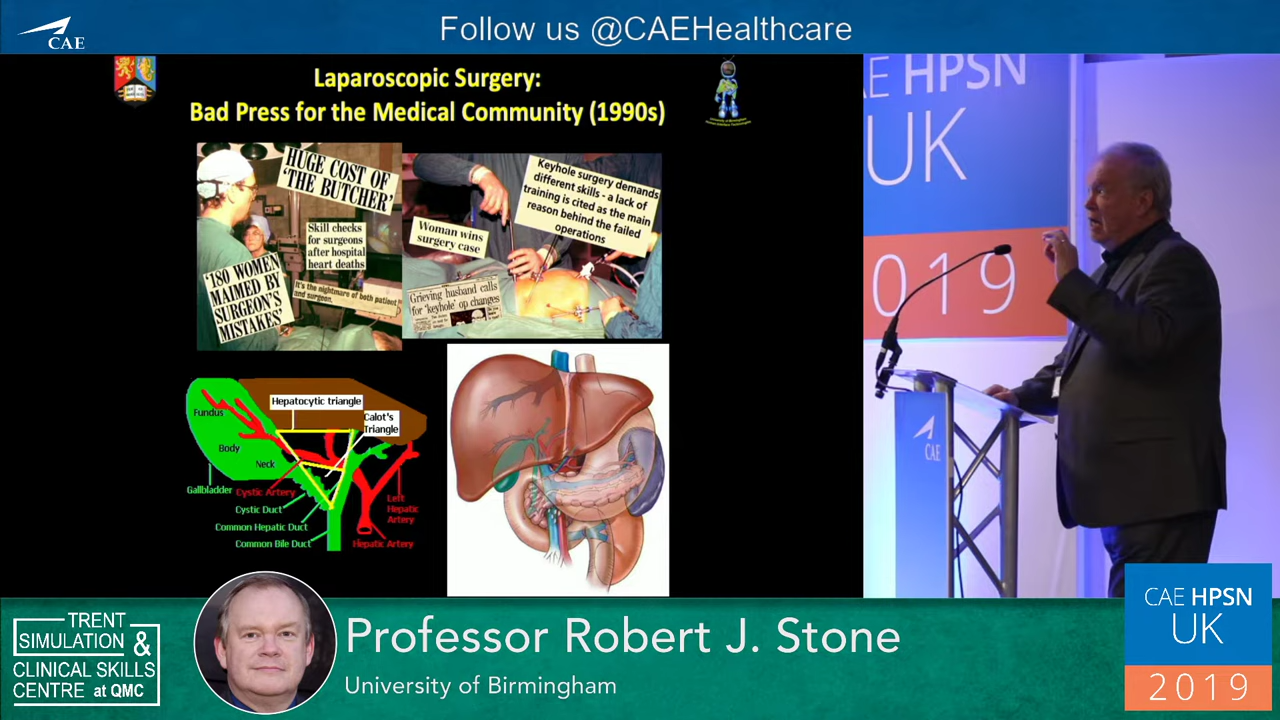 Follow us @CAEHealthcare
CAE
Laparoscopic Surgery:
Bad Press for the Medical Community (1990s)
HUGE COST OF
'THE BUTCHER'
Skill checks
for surgeons
after hospital
heart deaths
'180 WOMEN
MAIMED BY
SURGEON'S
MISTAKES'
It's the nightmare of both patient
and surgeon.
Keyhole surgery demands
different skills - a lack of
training is cited as the main
reason behind the failed
operations
Woman wins
surgery case
Grieving husband calls
for 'keyhole' op changes
Hepatocytic triangle
Calot's
Triangle
Fundus
Body
Neck
Gallbladder
Cystic Artery
Cystic Duct
Common Hepatic Duct
Common Bile Duct
Left
Hepatic
Artery
Hepatic Artery
AE HPSN
UK
2019
CAE
TRENT
SIMULATION &
CLINICAL SKILLS
CENTRE at QMC
Professor Robert J. Stone
University of Birmingham
CAE HPSN
UK
2019